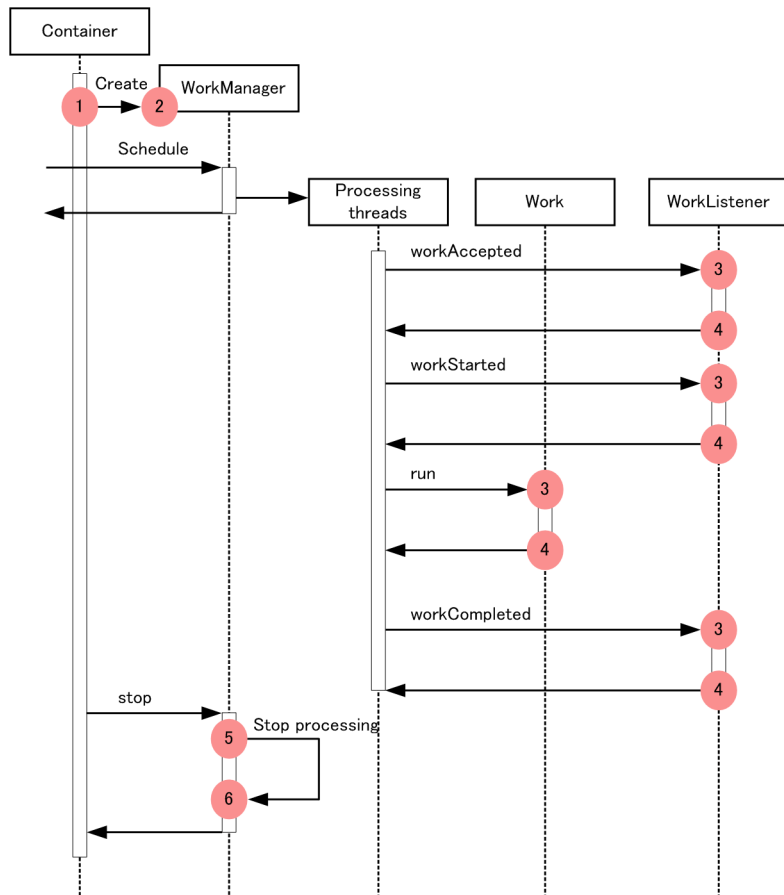 Container
Create
WorkManager
1
2
Schedule
Processing
threads
Work
WorkListener
workAccepted
3
4
workStarted
3
4
run
3
4
workCompleted
3
4
stop
Stop processing
5
6